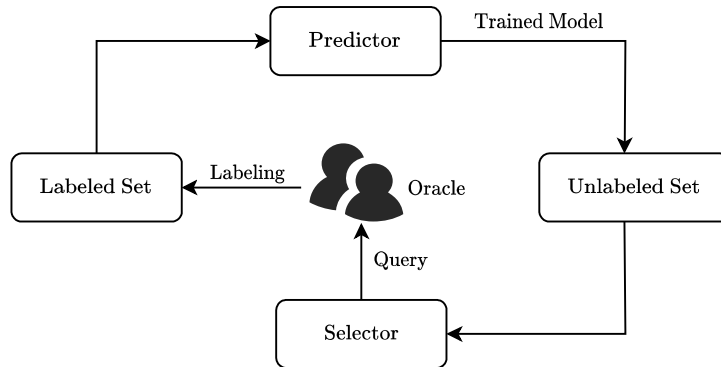 Predictor
Trained Model
Labeled Set
Labeling
Oracle
Unlabeled Set
Query
Selector